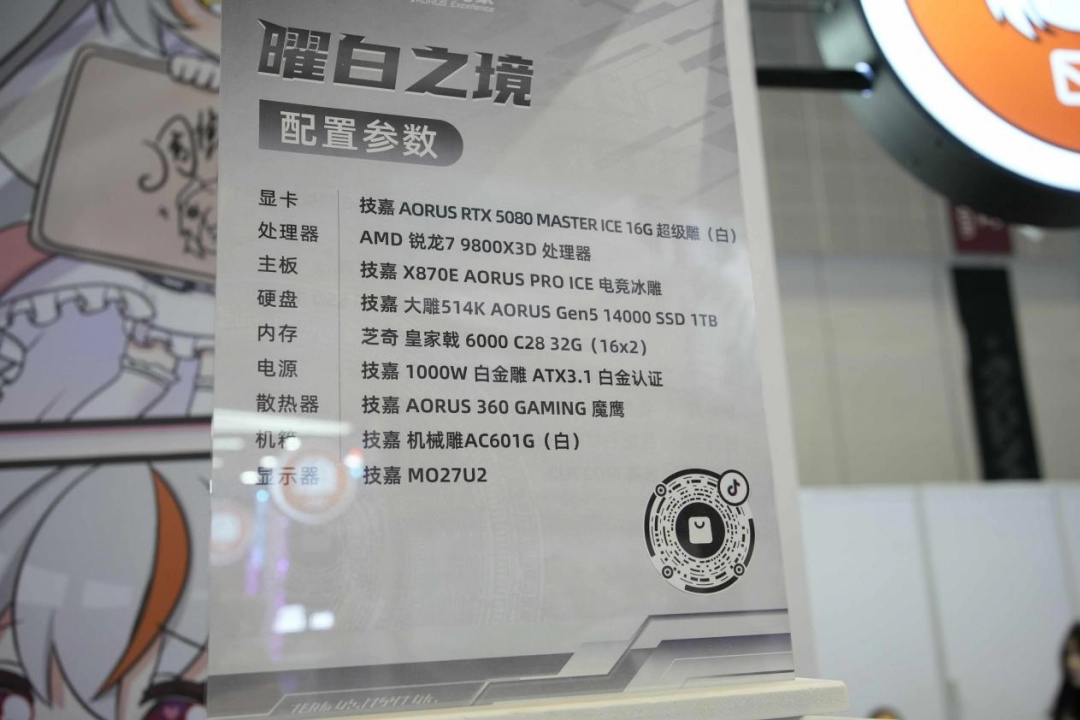 AORUS Experience
曜白之境
配置参数
显卡 技嘉 AORUS RTX 5080 MASTER ICE 16G 超级雕（白）
处理器 AMD 锐龙7 9800X3D 处理器
主板 技嘉 X870E AORUS PRO ICE 电竞冰雕
硬盘 技嘉 大雕514K AORUS Gen5 14000 SSD 1TB
内存 芝奇 皇家戟 6000 C28 32G（16x2）
电源 技嘉 1000W 白金雕 ATX3.1 白金认证
散热器 技嘉 AORUS 360 GAMING 魔鹰
机箱 技嘉 机械雕AC601G（白）
显示器 技嘉 MO27U2